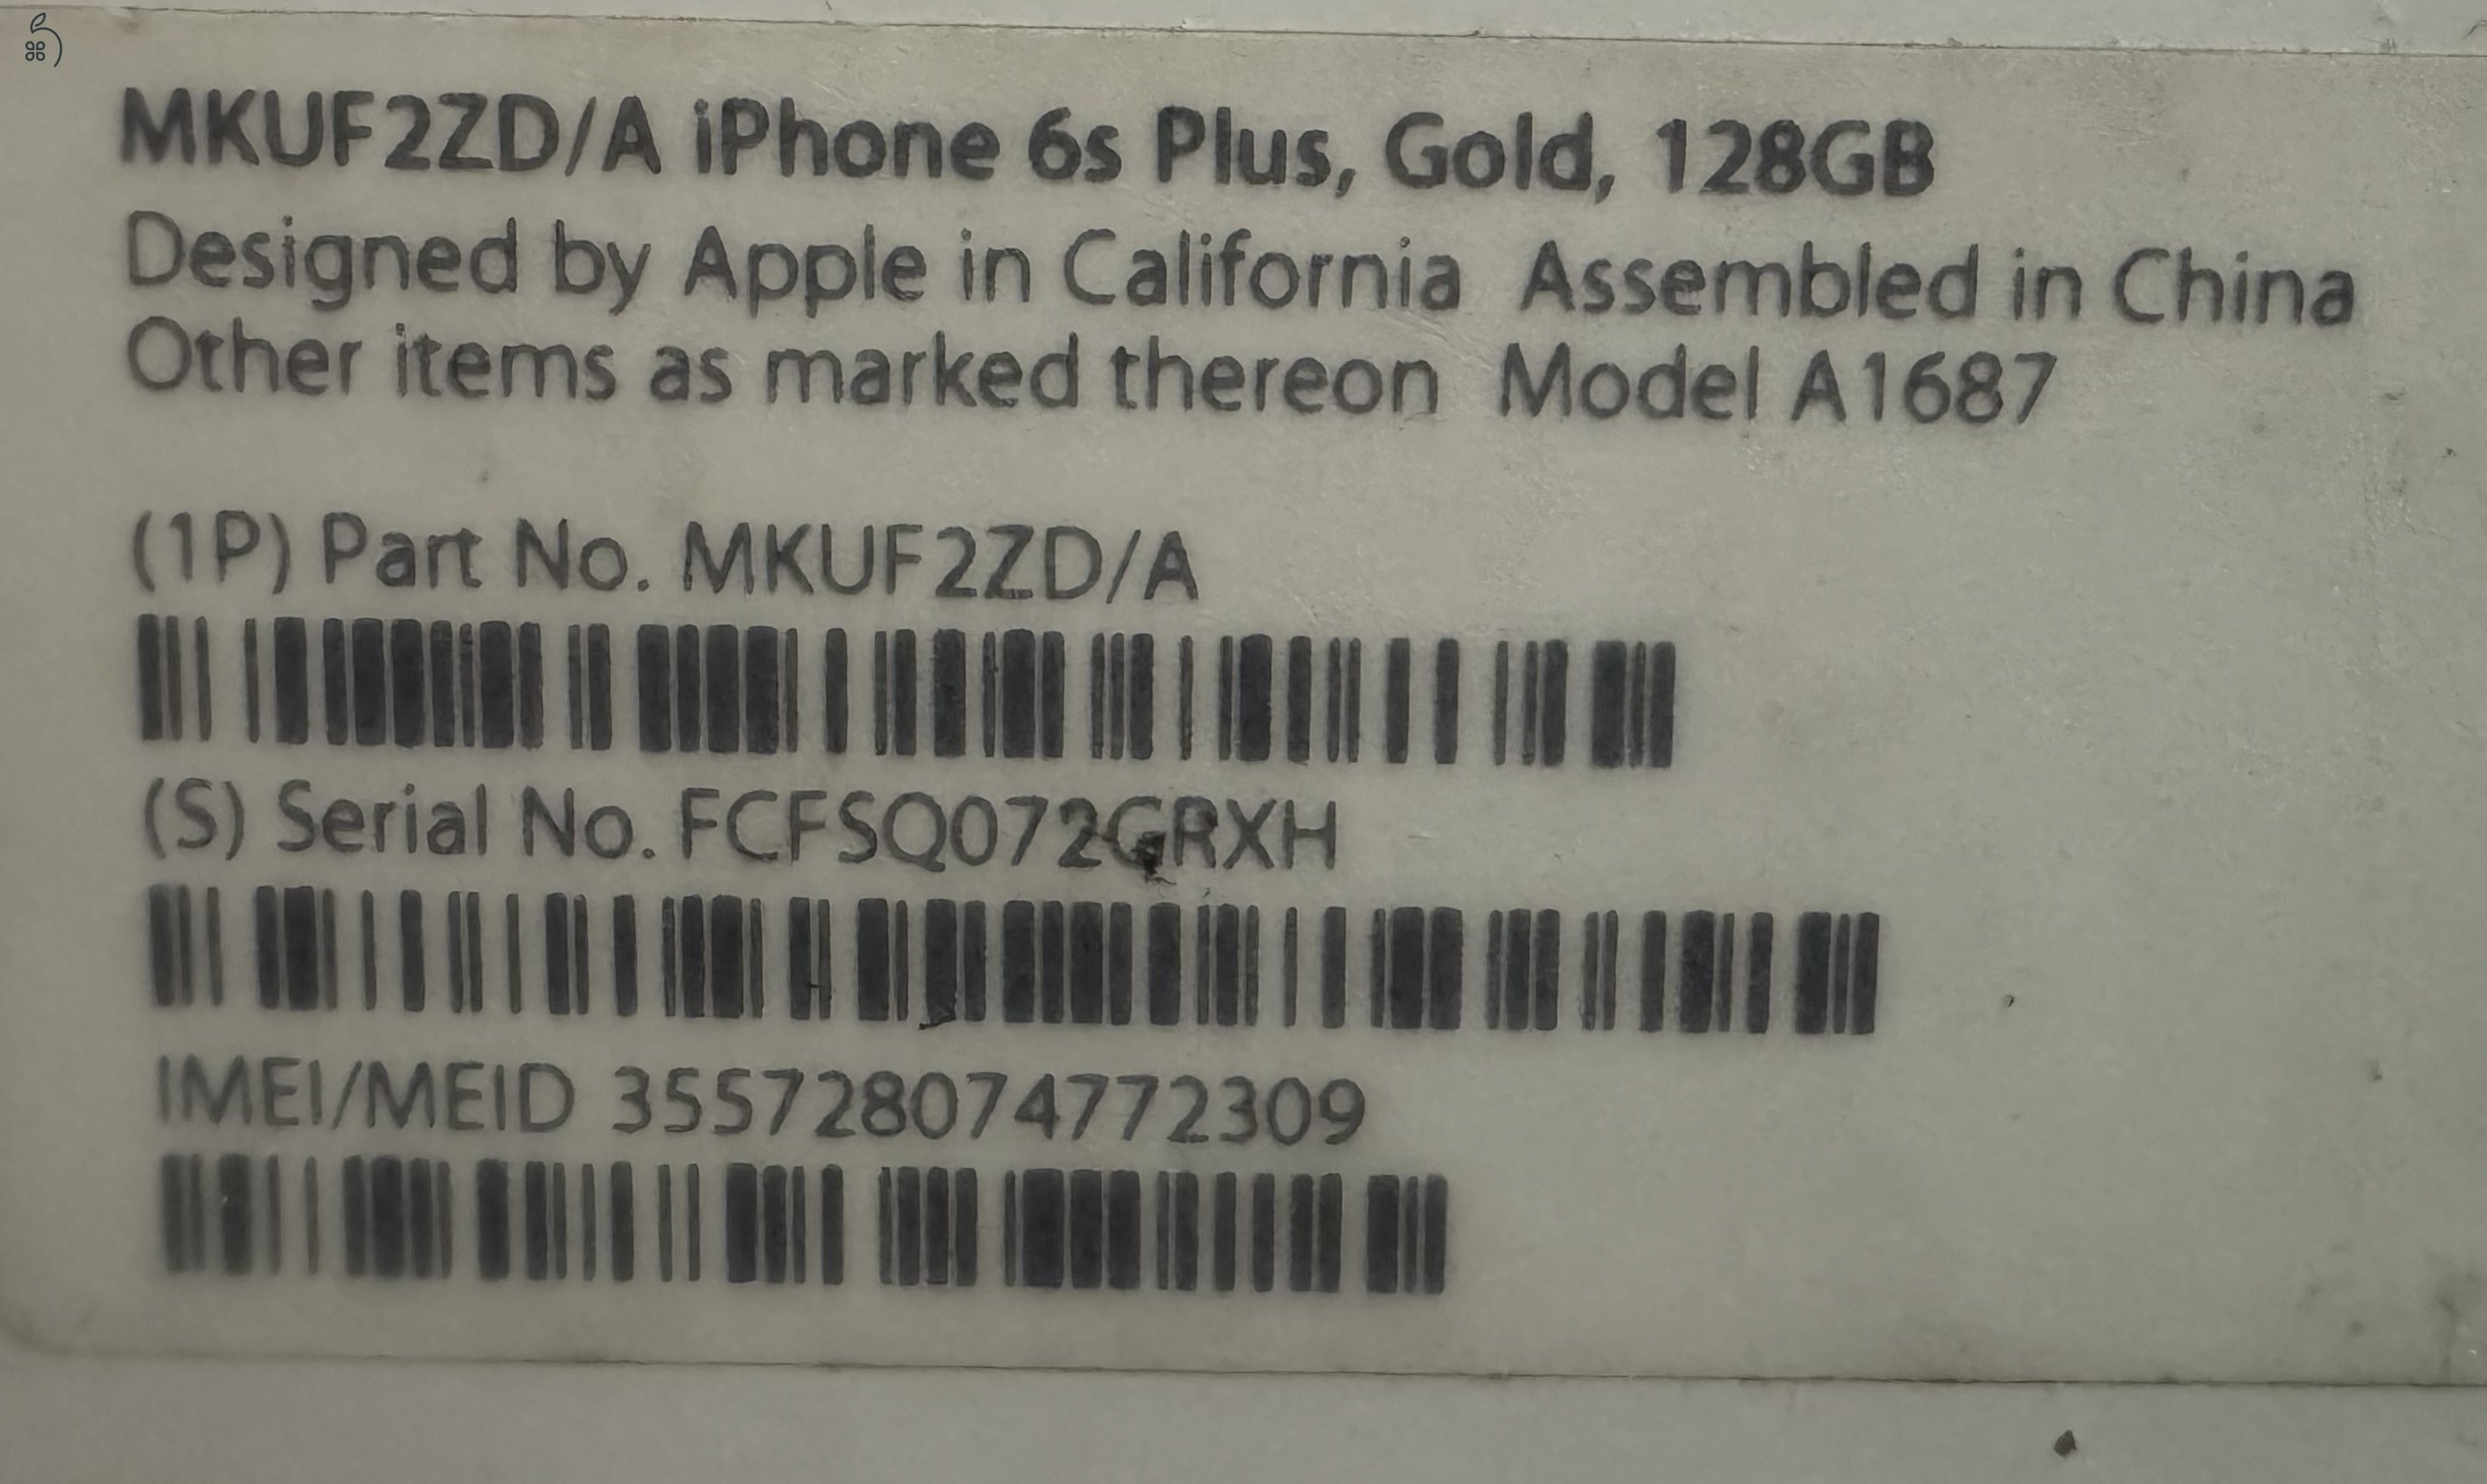 MKUF2ZD/A iPhone 6s Plus, Gold, 128GB
Designed by Apple in California  Assembled in China
Other items as marked thereon  Model A1687
(1P) Part No. MKUF2ZD/A
(S) Serial No. FCFSQ072GRXH
IMEI/MEID 355728074772309